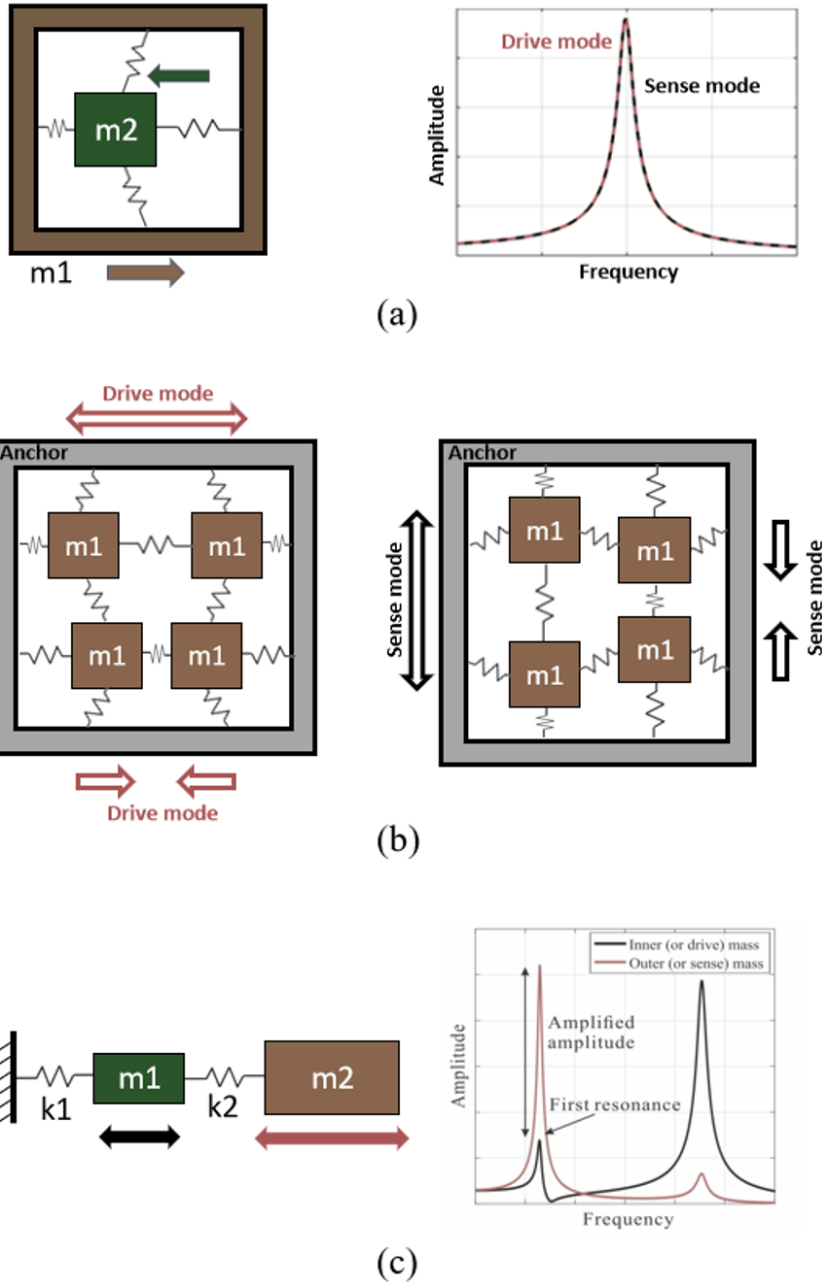 m2
m1
Drive mode
Sense mode
Amplitude
Frequency
(a)
Drive mode
Anchor
m1
m1
m1
m1
Drive mode
Anchor
Sense mode
m1
m1
m1
m1
Sense mode
(b)
k1
m1
k2
m2
Inner (or drive) mass
Outer (or sense) mass
Amplified
amplitude
First resonance
Amplitude
Frequency
(c)